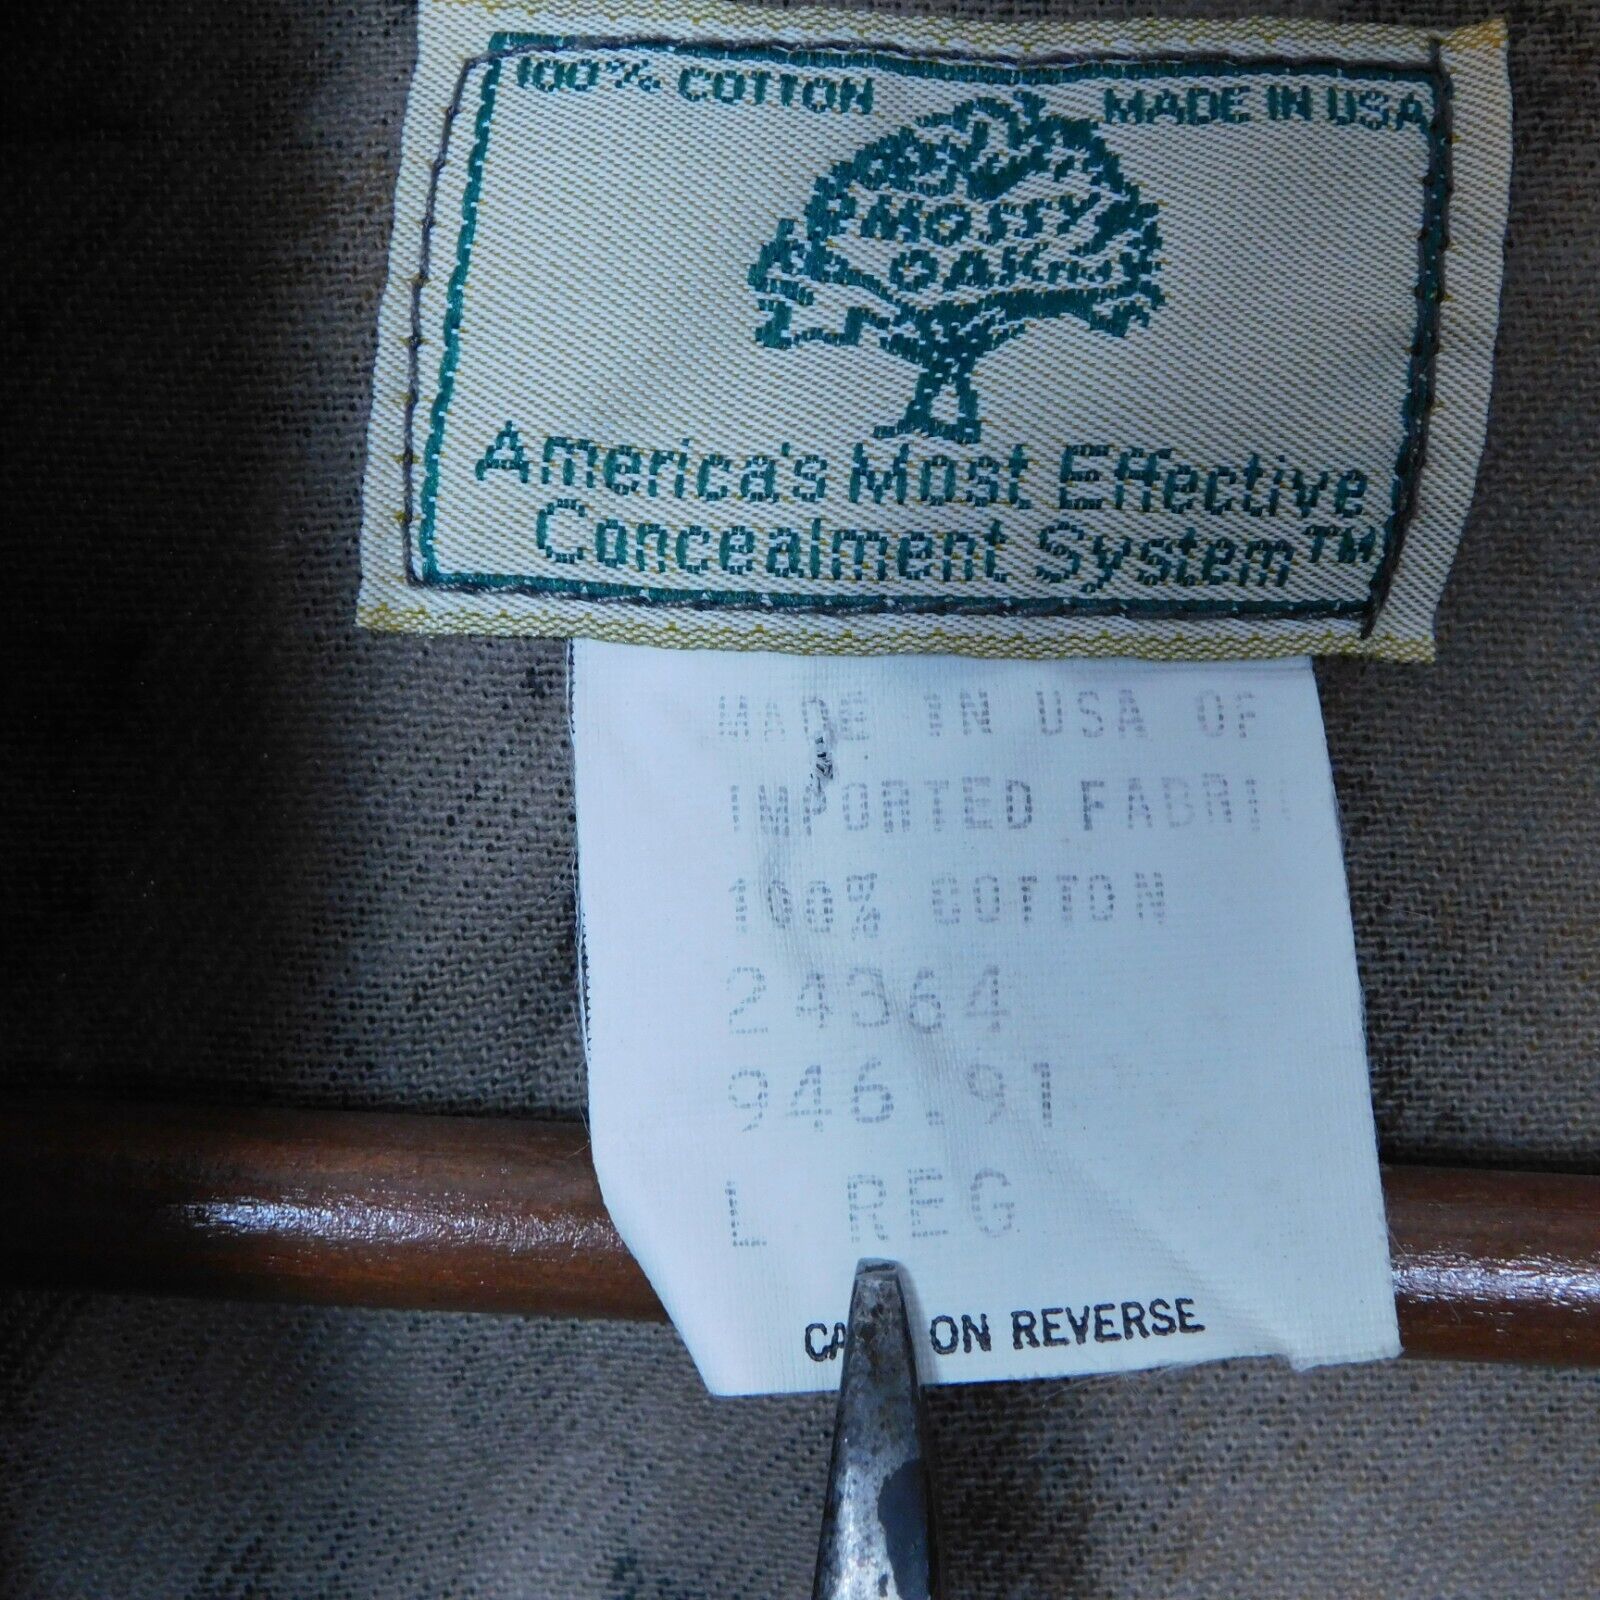 100% COTTON MADE IN USA
MOSSY
OAK
America's Most Effective
Concealment System™
MADE IN USA OF
IMPORTED FABRIC
100% COTTON
24364
946.91
L REG
ON REVERSE